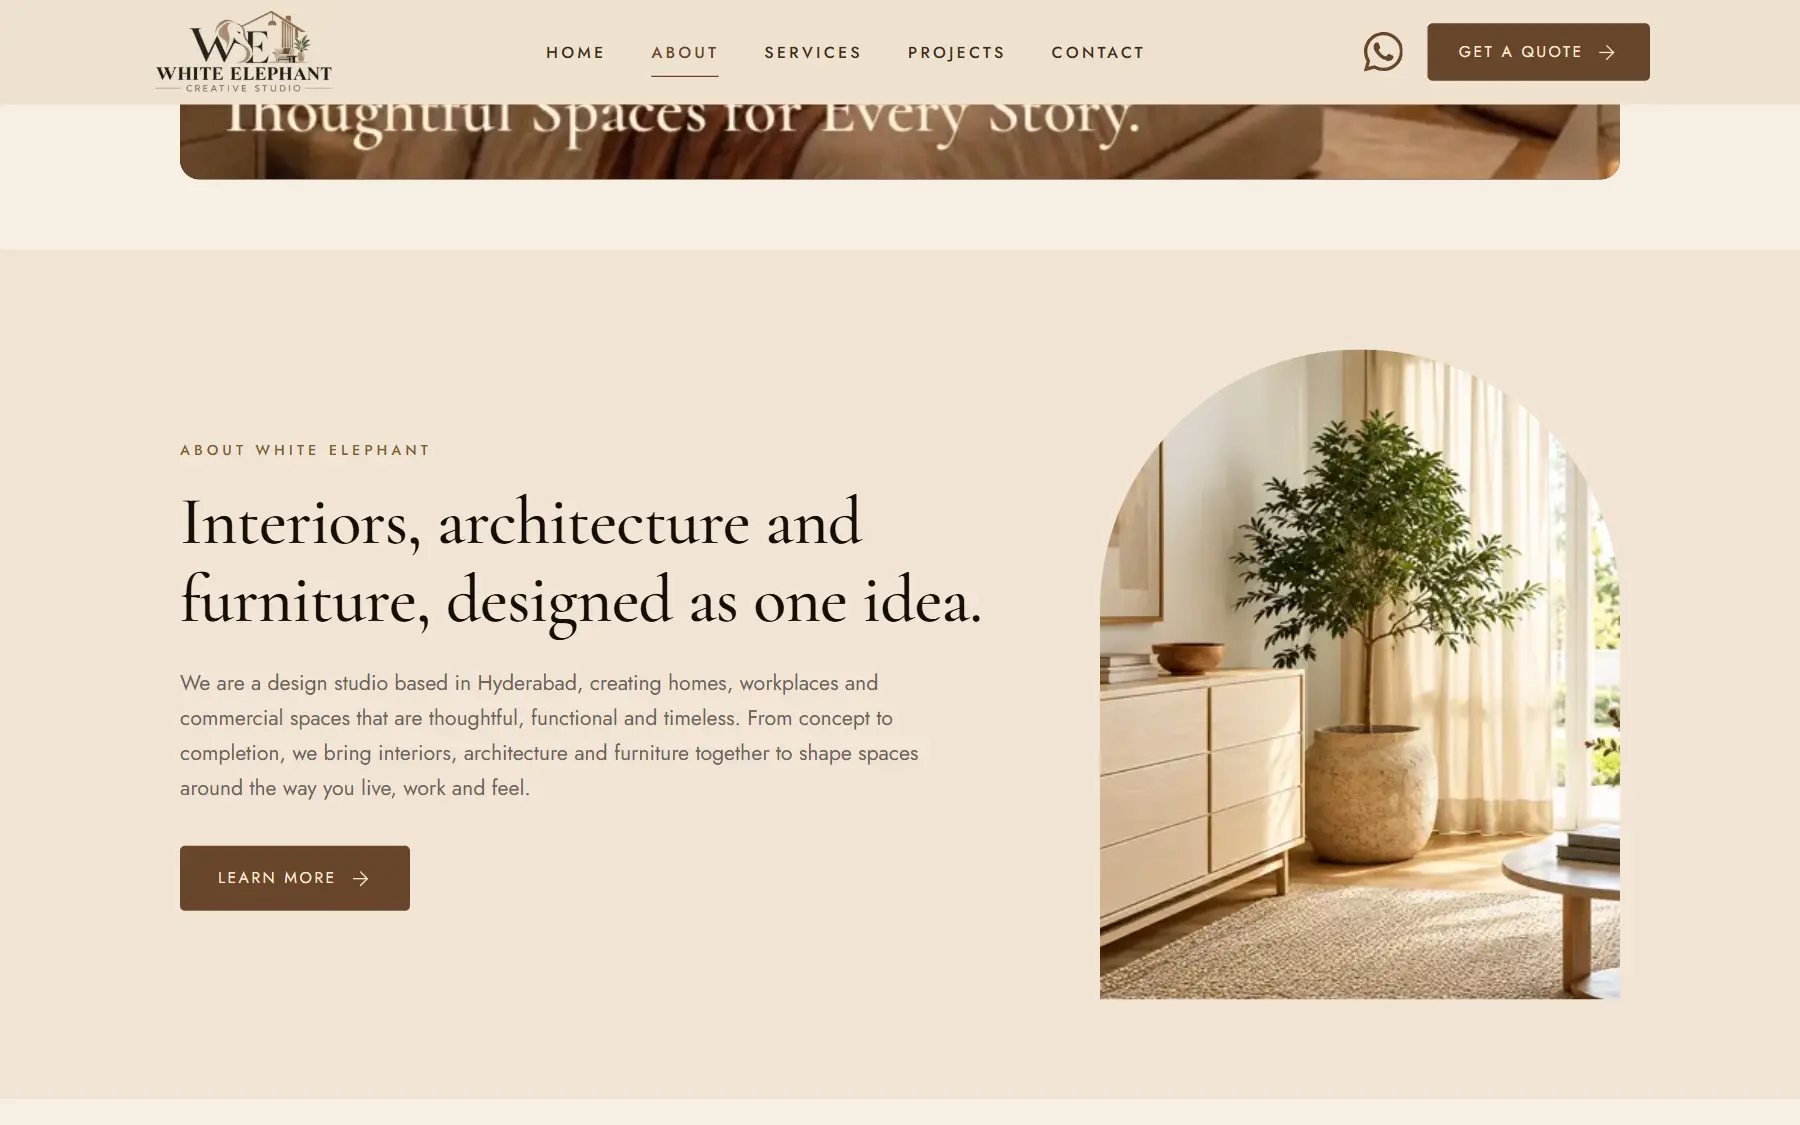 WSE
WHITE ELEPHANT
CREATIVE STUDIO
HOME
ABOUT
SERVICES
PROJECTS
CONTACT
GET A QUOTE
Thoughtful Spaces for Every Story.
ABOUT WHITE ELEPHANT
Interiors, architecture and
furniture, designed as one idea.
We are a design studio based in Hyderabad, creating homes, workplaces and
commercial spaces that are thoughtful, functional and timeless. From concept to
completion, we bring interiors, architecture and furniture together to shape spaces
around the way you live, work and feel.
LEARN MORE